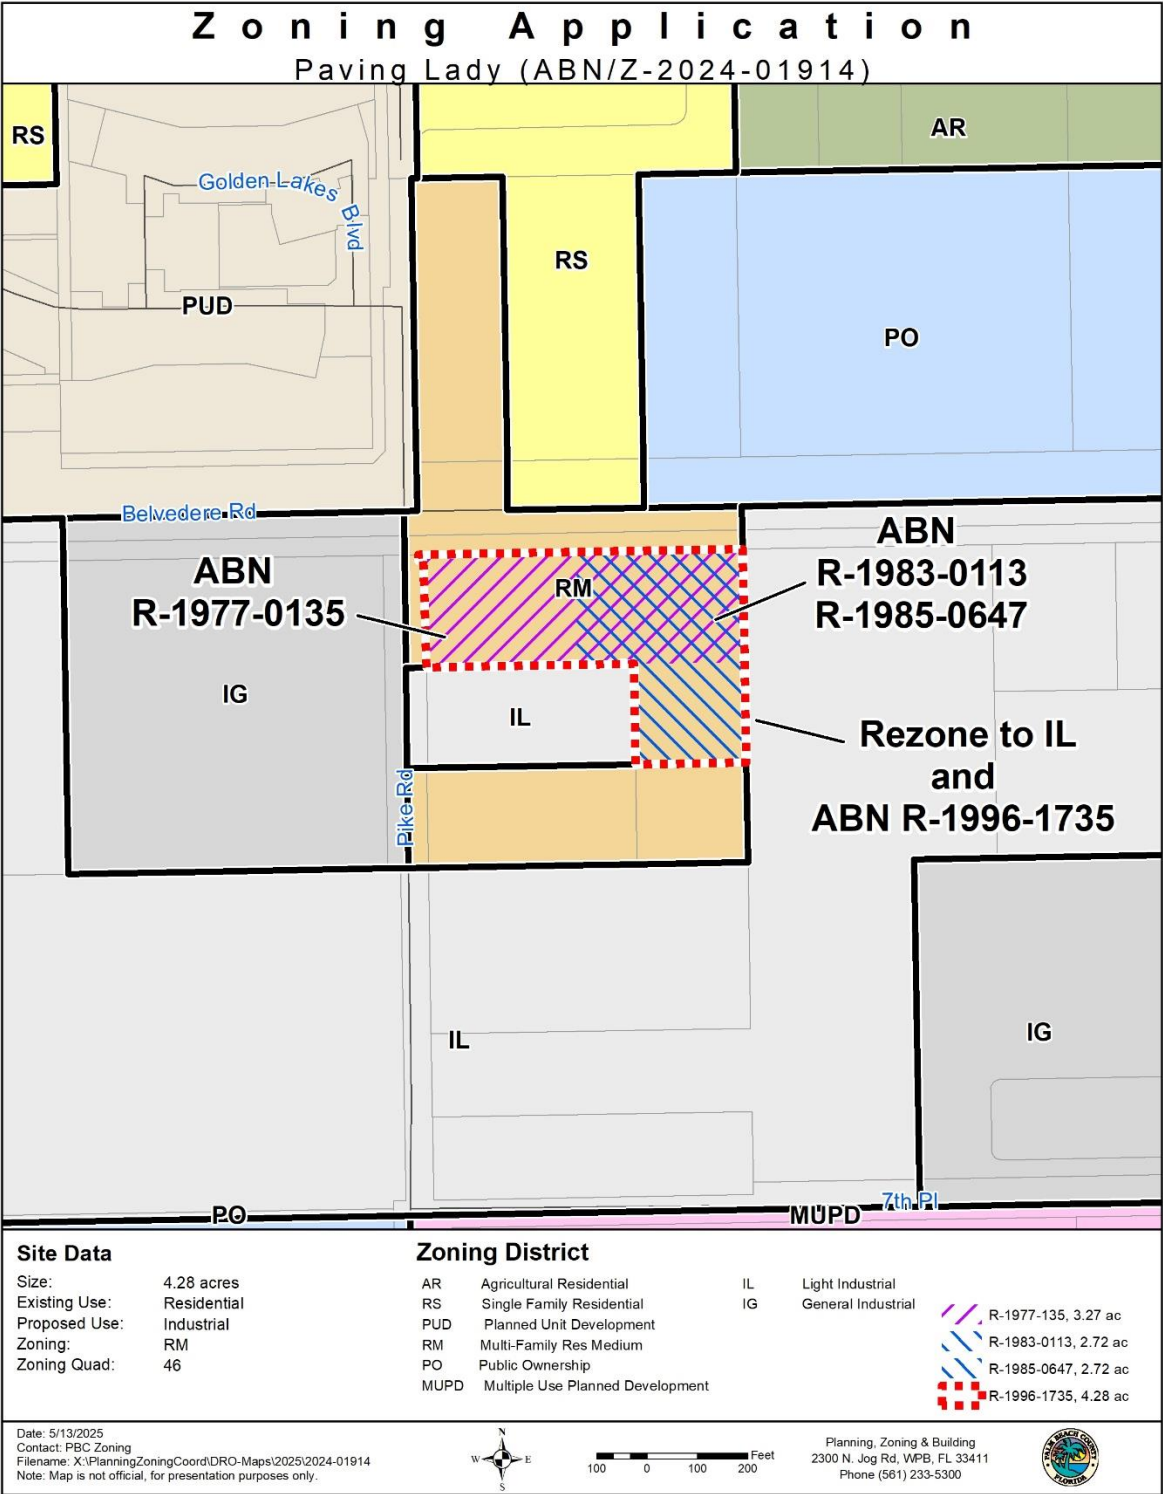 Zoning Application
Paving Lady (ABN/Z-2024-01914)
RS
AR
Golden Lakes Blvd
RS
PUD
PO
Belvedere Rd
ABN
R-1977-0135
RM
ABN
R-1983-0113
R-1985-0647
IG
IL
Rezone to IL
and
ABN R-1996-1735
Pike Rd
IL
IG
7th Pl
PO
MUPD
Site Data
Size: 4.28 acres
Existing Use: Residential
Proposed Use: Industrial
Zoning: RM
Zoning Quad: 46
Zoning District
AR Agricultural Residential
RS Single Family Residential
PUD Planned Unit Development
RM Multi-Family Res Medium
PO Public Ownership
MUPD Multiple Use Planned Development
IL Light Industrial
IG General Industrial
R-1977-135, 3.27 ac
R-1983-0113, 2.72 ac
R-1985-0647, 2.72 ac
R-1996-1735, 4.28 ac
Date: 5/13/2025
Contact: PBC Zoning
Filename: X:\PlanningZoningCoord\DRO-Maps\2025\2024-01914
Note: Map is not official, for presentation purposes only.
N
W E
S
Feet
100 0 100 200
Planning, Zoning & Building
2300 N. Jog Rd, WPB, FL 33411
Phone (561) 233-5300
PALM BEACH COUNTY
FLORIDA